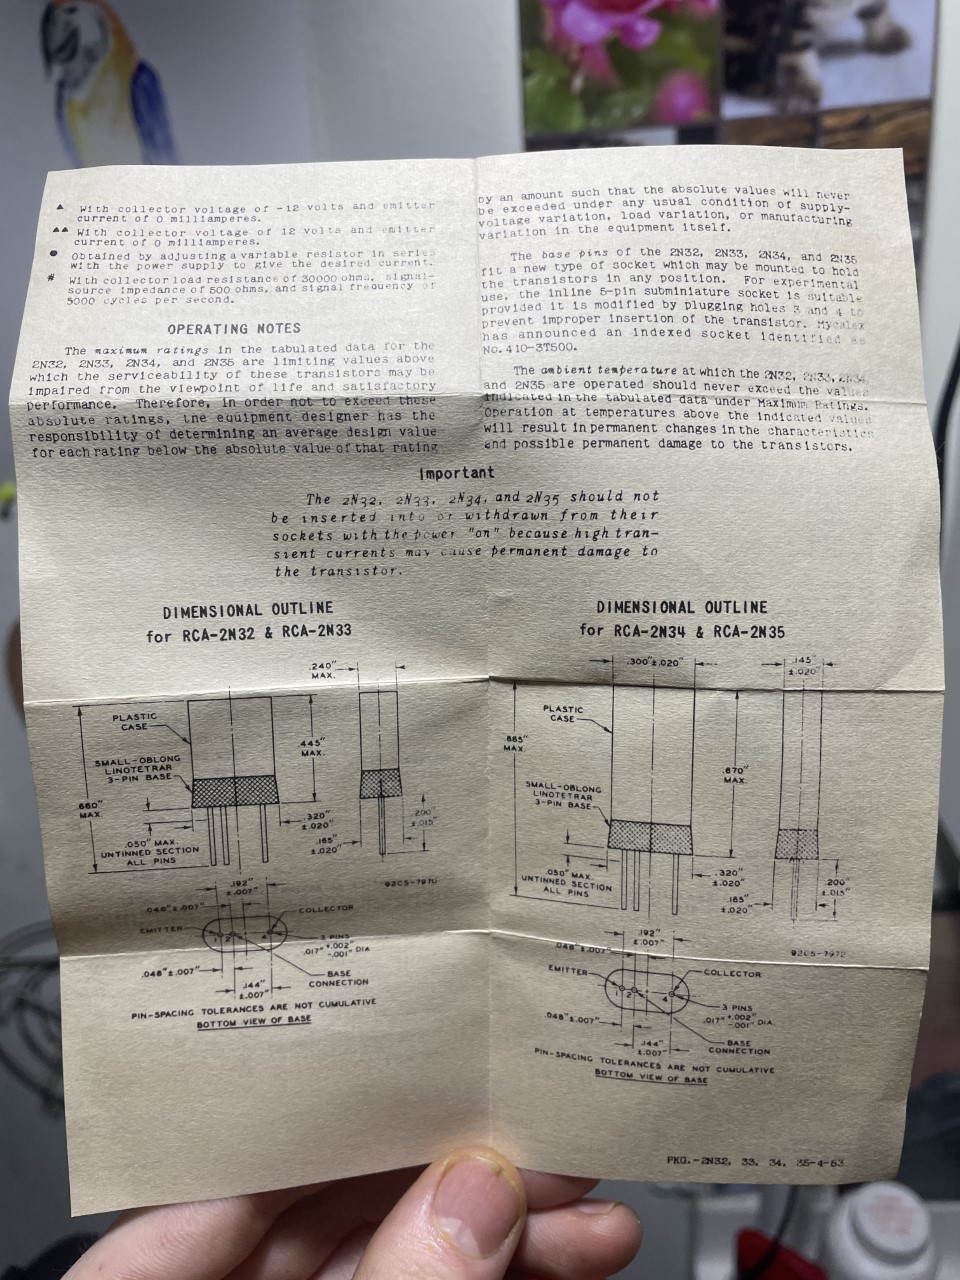 ▲ With collector voltage of -12 volts and emitter
current of 0 milliamperes.
▲▲ With collector voltage of 12 volts and emitter
current of 0 milliamperes.
● Obtained by adjusting a variable resistor in series
with the power supply to give the desired current.
# With collector load resistance of 30000 ohms, signal-
source impedance of 500 ohms, and signal frequency of
5000 cycles per second.
OPERATING NOTES
The maximum ratings in the tabulated data for the
2N32, 2N33, 2N34, and 2N35 are limiting values above
which the serviceability of these transistors may be
impaired from the viewpoint of life and satisfactory
performance. Therefore, in order not to exceed these
absolute ratings, the equipment designer has the
responsibility of determining an average design value
for each rating below the absolute value of that rating
by an amount such that the absolute values will never
be exceeded under any usual condition of supply-
voltage variation, load variation, or manufacturing
variation in the equipment itself.
The base pins of the 2N32, 2N33, 2N34, and 2N35
fit a new type of socket which may be mounted to hold
the transistors in any position. For experimental
use, the inline 5-pin subminiature socket is suitable
provided it is modified by plugging holes 3 and 4 to
prevent improper insertion of the transistor. Mycalex
has announced an indexed socket identified as
No. 410-3T500.
The ambient temperature at which the 2N32, 2N33, 2N34
and 2N35 are operated should never exceed the values
indicated in the tabulated data under Maximum Ratings.
Operation at temperatures above the indicated values
will result in permanent changes in the characteristics
and possible permanent damage to the transistors.
Important
The 2N32, 2N33, 2N34, and 2N35 should not
be inserted into or withdrawn from their
sockets with the power "on" because high tran-
sient currents may cause permanent damage to
the transistor.
DIMENSIONAL OUTLINE
for RCA-2N32 & RCA-2N33
.240"
MAX.
PLASTIC
CASE
.445"
MAX.
SMALL-OBLONG
LINOTETRAR
3-PIN BASE
.660"
MAX.
.320"
±.020"
.200"
±.015"
.165"
±.020"
.050" MAX.
UNTINNED SECTION
ALL PINS
.192"
±.007"
92CS-7970
.048"±.007"
COLLECTOR
EMITTER
1 2 4
3 PINS
.017" +.002" -.001" DIA
.048"±.007"
BASE
CONNECTION
.144"
±.007"
PIN-SPACING TOLERANCES ARE NOT CUMULATIVE
BOTTOM VIEW OF BASE
DIMENSIONAL OUTLINE
for RCA-2N34 & RCA-2N35
.300"±.020"
.145"
±.020"
PLASTIC
CASE
.885"
MAX.
.670"
MAX.
SMALL-OBLONG
LINOTETRAR
3-PIN BASE
.050" MAX.
UNTINNED SECTION
ALL PINS
.320"
±.020"
.165"
±.020"
.200"
±.015"
.192"
±.007"
.048"±.007"
92CS-7972
EMITTER
COLLECTOR
1 2 4
3 PINS
.017" +.002" -.001" DIA.
.048"±.007"
BASE
CONNECTION
.144"
±.007"
PIN-SPACING TOLERANCES ARE NOT CUMULATIVE
BOTTOM VIEW OF BASE
PKG.-2N32, 33, 34, 35-4-53